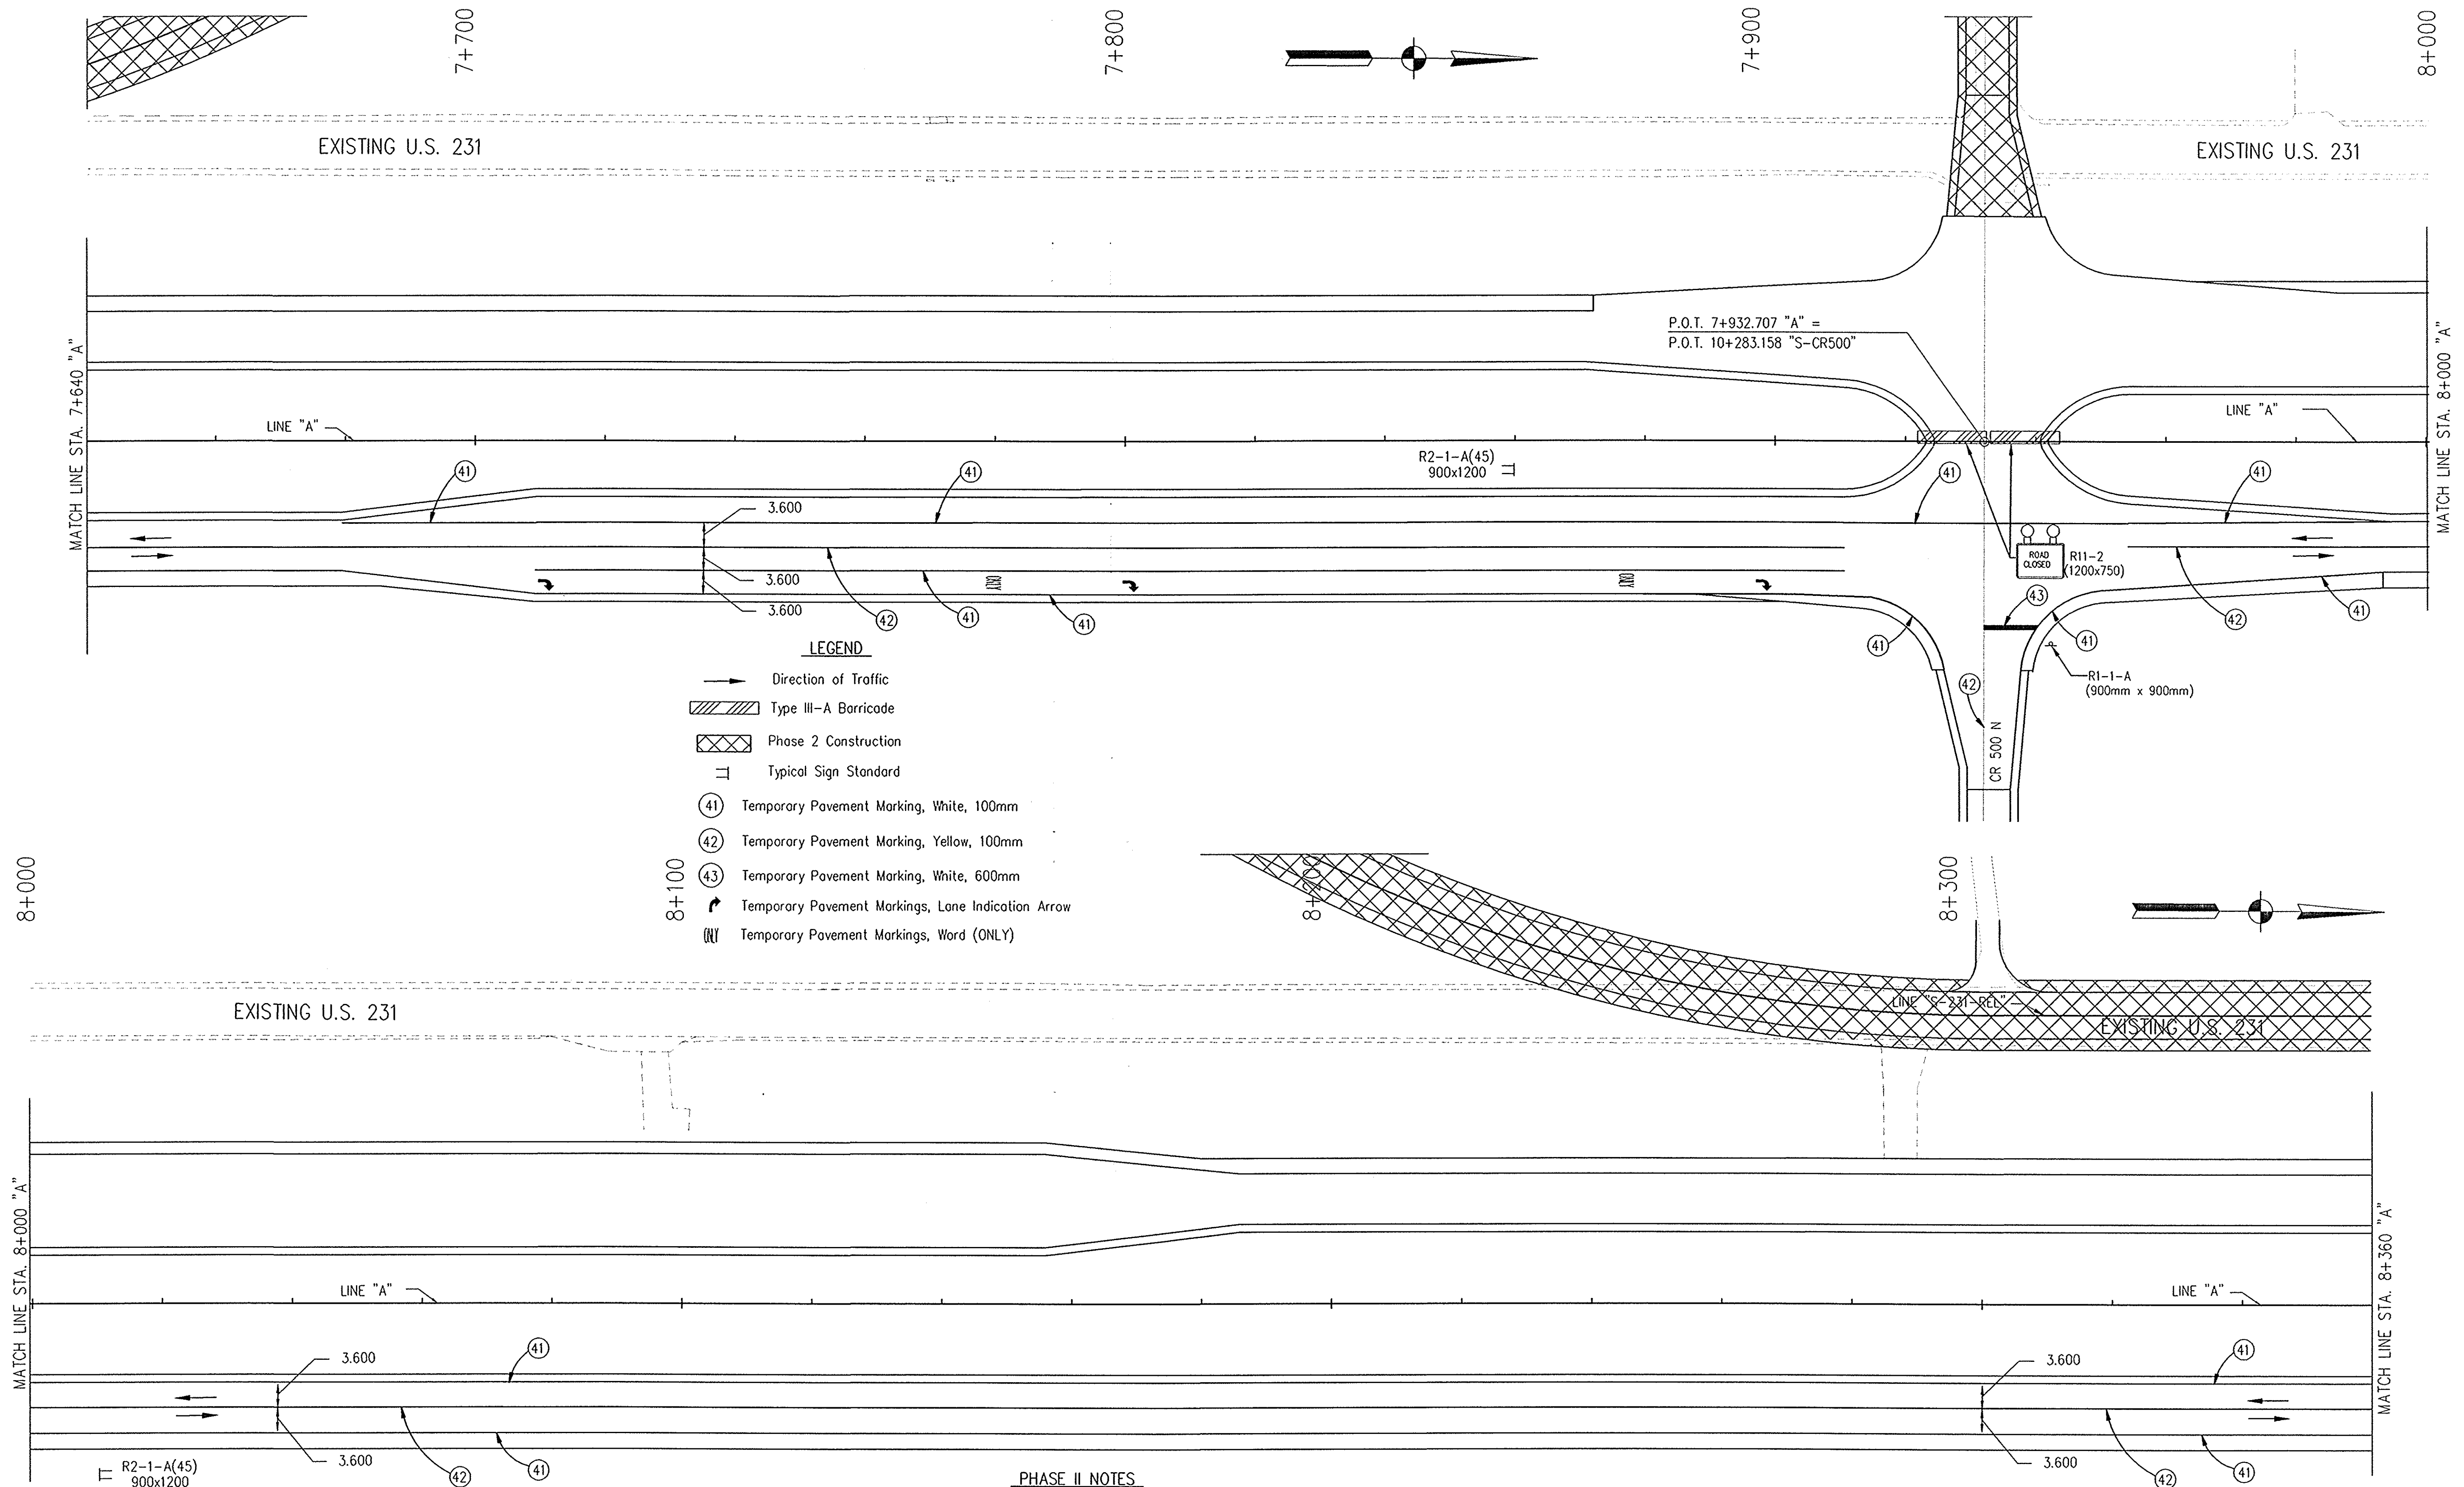 7+700
7+800
7+900
8+000
EXISTING U.S. 231
EXISTING U.S. 231
P.O.T. 7+932.707 "A" =
P.O.T. 10+283.158 "S-CR500"
MATCH LINE STA. 7+640 "A"
MATCH LINE STA. 8+000 "A"
LINE "A"
LINE "A"
R2-1-A(45)
900x1200
41
41
41
41
3.600
3.600
3.600
ONLY
ONLY
ROAD
CLOSED
R11-2
(1200x750)
43
42
41
41
42
41
41
41
R1-1-A
(900mm x 900mm)
42
CR 500 N
LEGEND
Direction of Traffic
Type III-A Barricade
Phase 2 Construction
Typical Sign Standard
41 Temporary Pavement Marking, White, 100mm
42 Temporary Pavement Marking, Yellow, 100mm
43 Temporary Pavement Marking, White, 600mm
Temporary Pavement Markings, Lane Indication Arrow
ONLY Temporary Pavement Markings, Word (ONLY)
8+000
8+100
8+200
8+300
EXISTING U.S. 231
LINE "S-231-REL"
EXISTING U.S. 231
MATCH LINE STA. 8+000 "A"
MATCH LINE STA. 8+360 "A"
LINE "A"
LINE "A"
3.600
41
3.600
41
3.600
42
41
3.600
42
41
R2-1-A(45)
900x1200
PHASE II NOTES